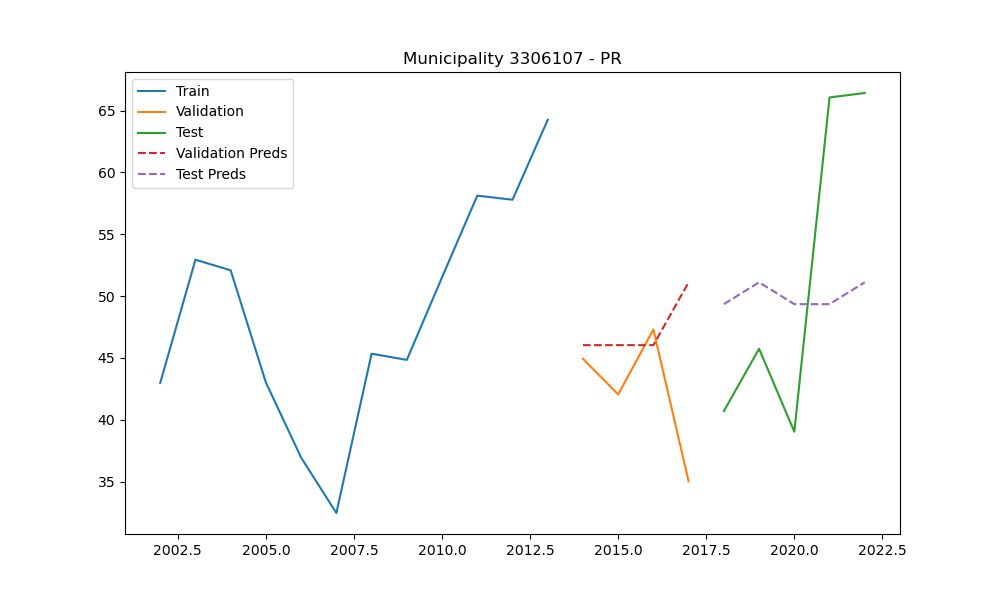 Municipality 3306107 - PR
Train
Validation
Test
Validation Preds
Test Preds
65
60
55
50
45
40
35
2002.5 2005.0 2007.5 2010.0 2012.5 2015.0 2017.5 2020.0 2022.5